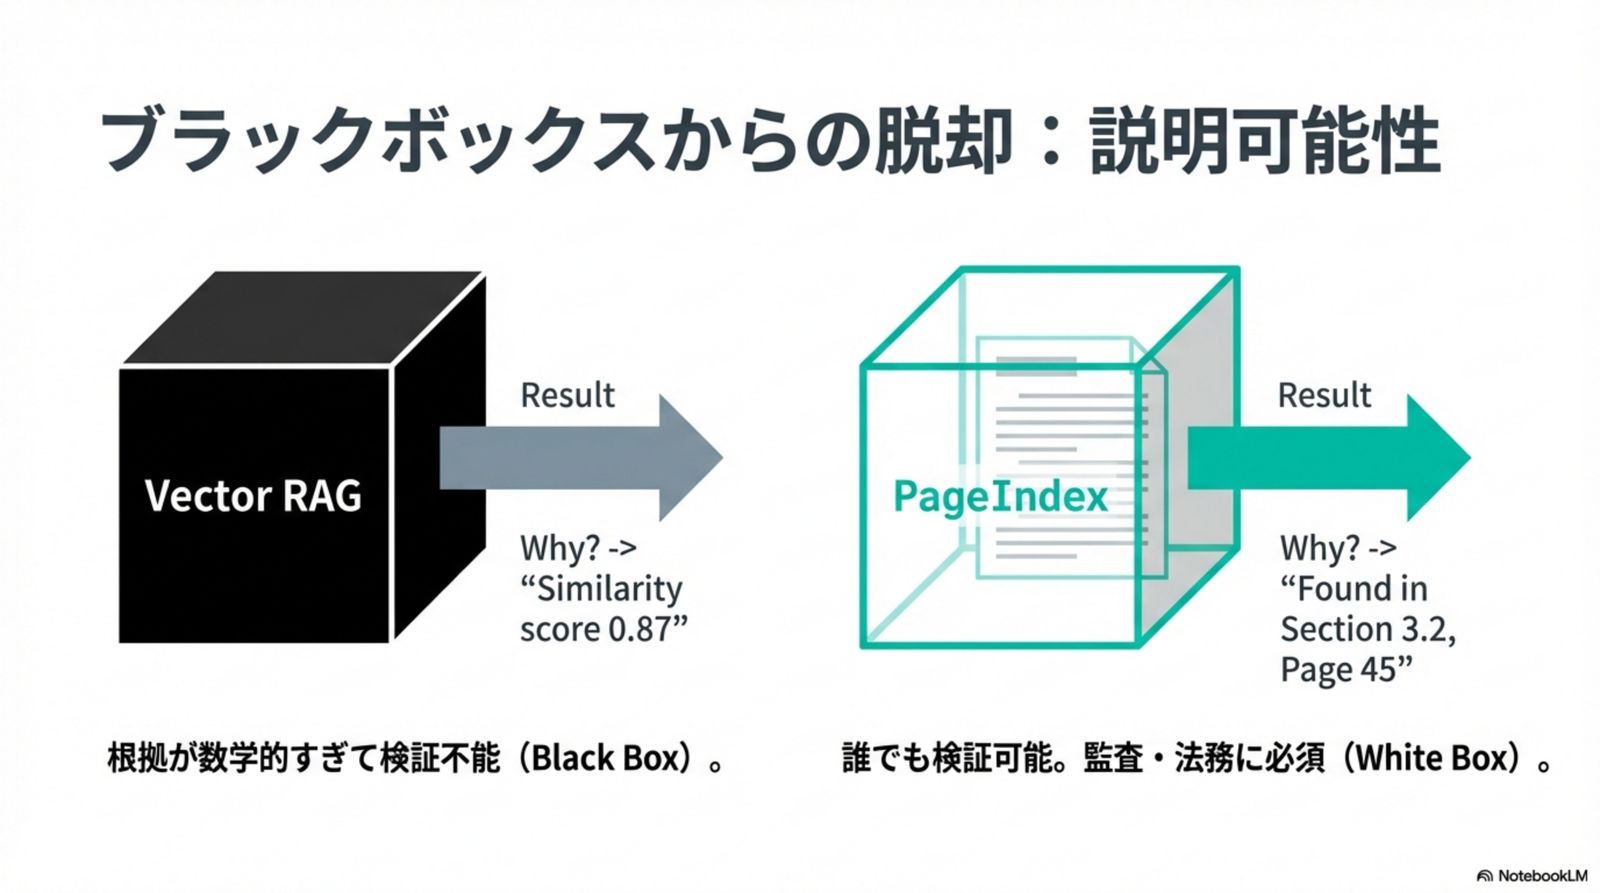 ブラックボックスからの脱却：説明可能性
Vector RAG
Result
Why? ->
“Similarity
score 0.87”
根拠が数学的すぎて検証不能（Black Box）。
PageIndex
Result
Why? ->
“Found in
Section 3.2,
Page 45”
誰でも検証可能。監査・法務に必須（White Box）。
NotebookLM